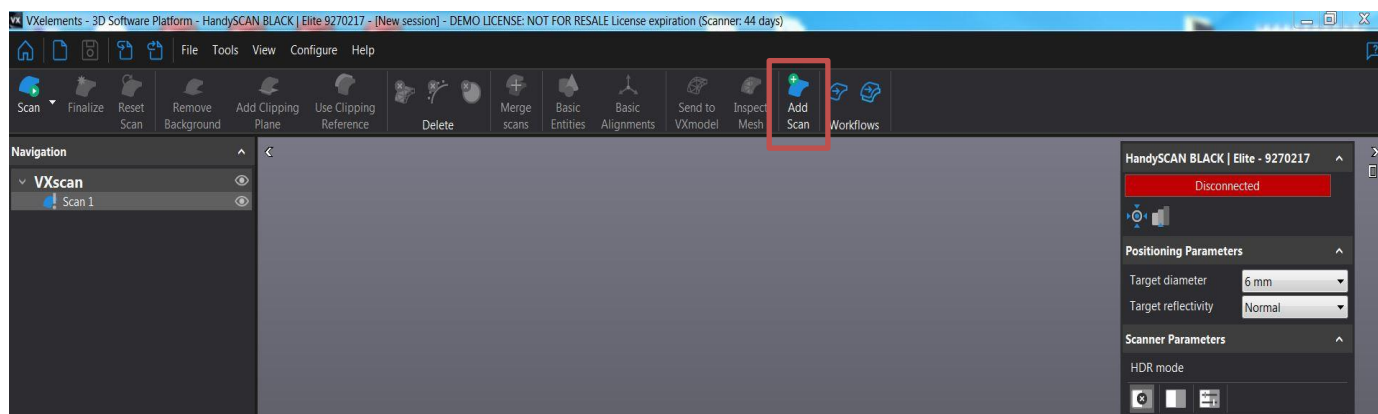 VXelements - 3D Software Platform - HandySCAN BLACK | Elite 9270217 - [New session] - DEMO LICENSE: NOT FOR RESALE License expiration (Scanner: 44 days)
File Tools View Configure Help
Scan Finalize Reset Scan Remove Background Add Clipping Plane Use Clipping Reference Delete Merge scans Basic Entities Basic Alignments Send to VXmodel Inspect Mesh Add Scan Workflows
Navigation
VXscan
Scan 1
HandySCAN BLACK | Elite - 9270217
Disconnected
Positioning Parameters
Target diameter 6 mm
Target reflectivity Normal
Scanner Parameters
HDR mode